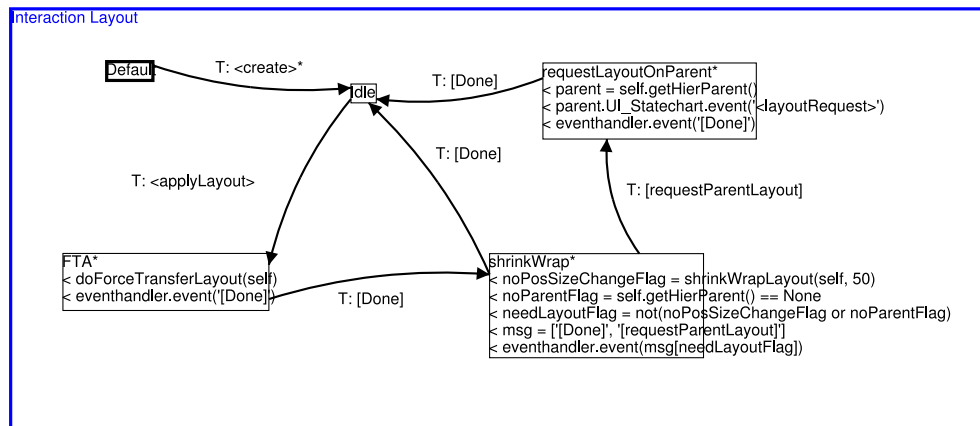 Interaction Layout
Default
T: <create>*
Idle
T: [Done]
requestLayoutOnParent*
< parent = self.getHierParent()
< parent.UI_Statechart.event('<layoutRequest>')
< eventhandler.event('[Done]')
T: [Done]
T: <applyLayout>
T: [requestParentLayout]
FTA*
< doForceTransferLayout(self)
< eventhandler.event('[Done]')
T: [Done]
shrinkWrap*
< noPosSizeChangeFlag = shrinkWrapLayout(self, 50)
< noParentFlag = self.getHierParent() == None
< needLayoutFlag = not(noPosSizeChangeFlag or noParentFlag)
< msg = ['[Done]', '[requestParentLayout]']
< eventhandler.event(msg[needLayoutFlag])